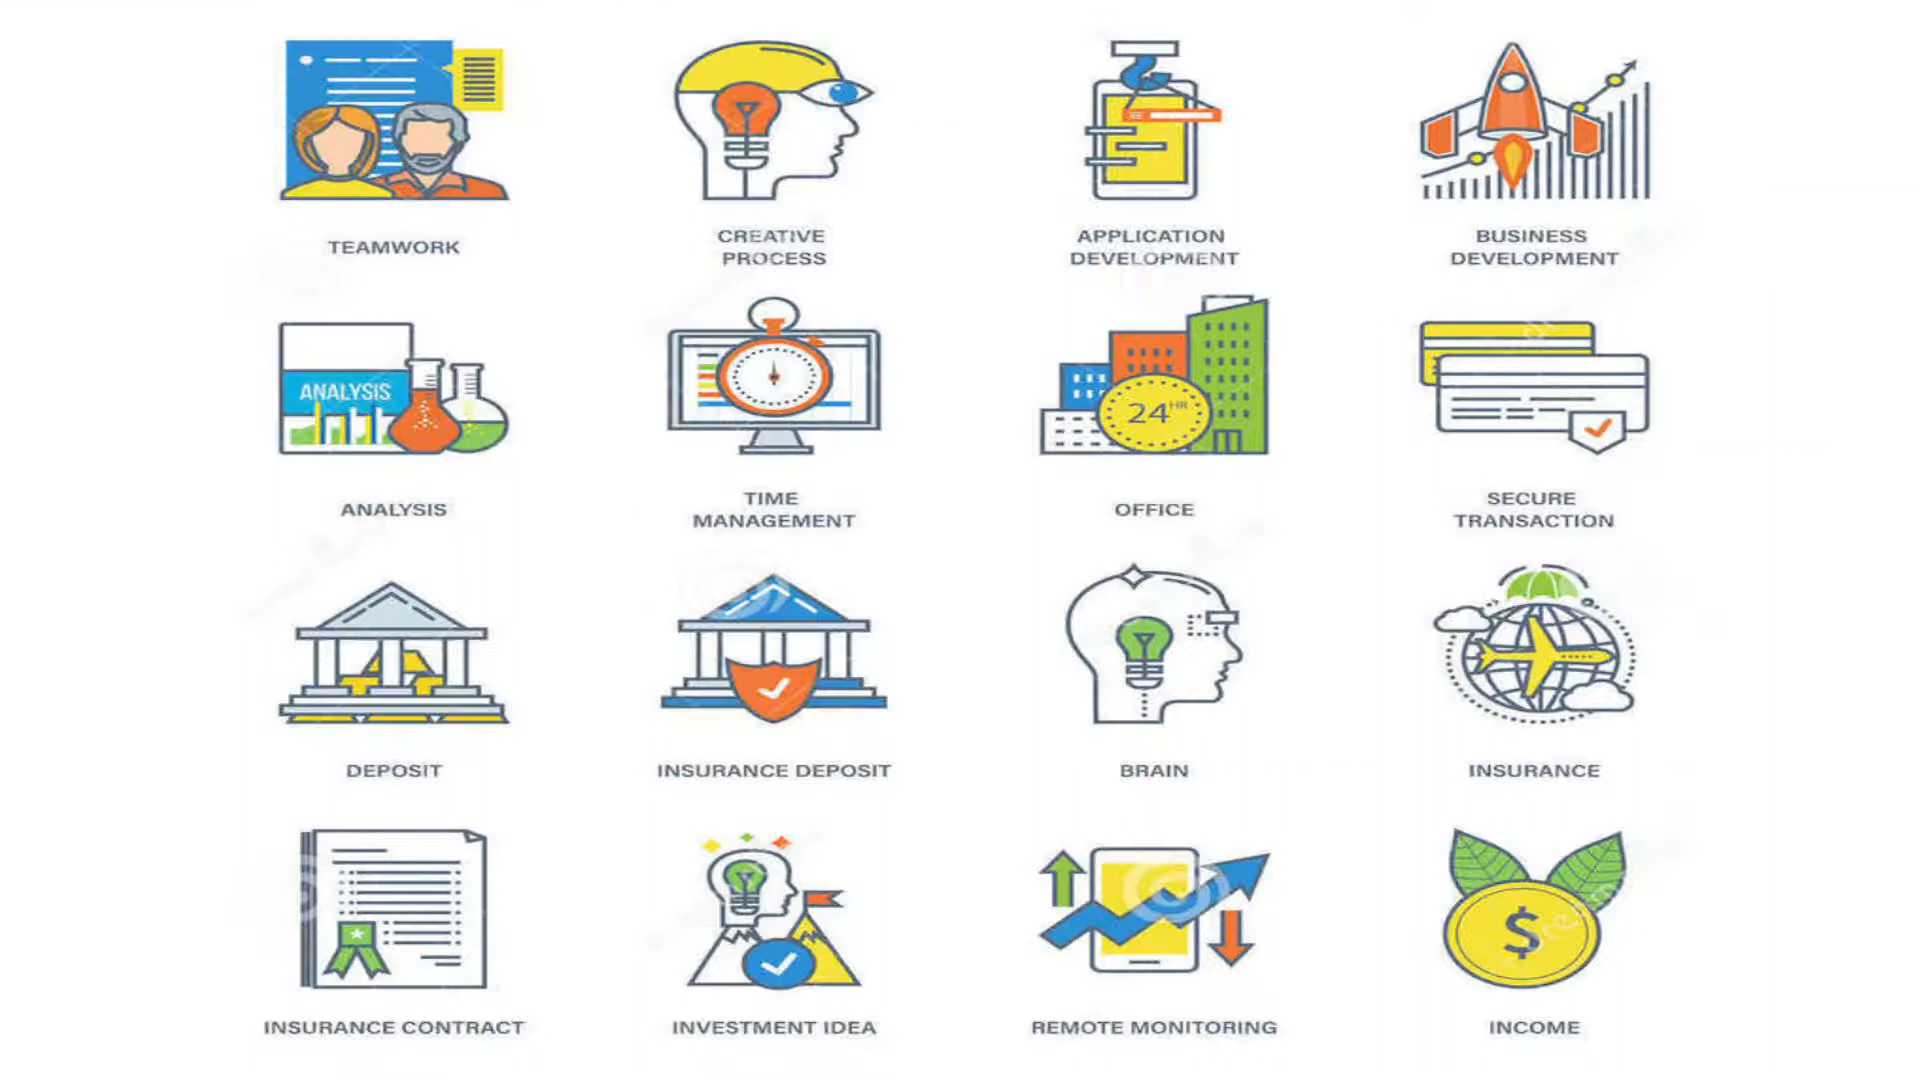 TEAMWORK
CREATIVE
PROCESS
APPLICATION
DEVELOPMENT
BUSINESS
DEVELOPMENT
ANALYSIS
24 HR
ANALYSIS
TIME
MANAGEMENT
OFFICE
SECURE
TRANSACTION
DEPOSIT
INSURANCE DEPOSIT
BRAIN
INSURANCE
$
INSURANCE CONTRACT
INVESTMENT IDEA
REMOTE MONITORING
INCOME